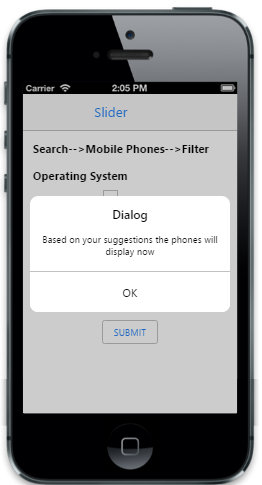 Carrier 2:05 PM
Slider
Search-->Mobile Phones-->Filter
Operating System
Dialog
Based on your suggestions the phones will
display now
OK
SUBMIT